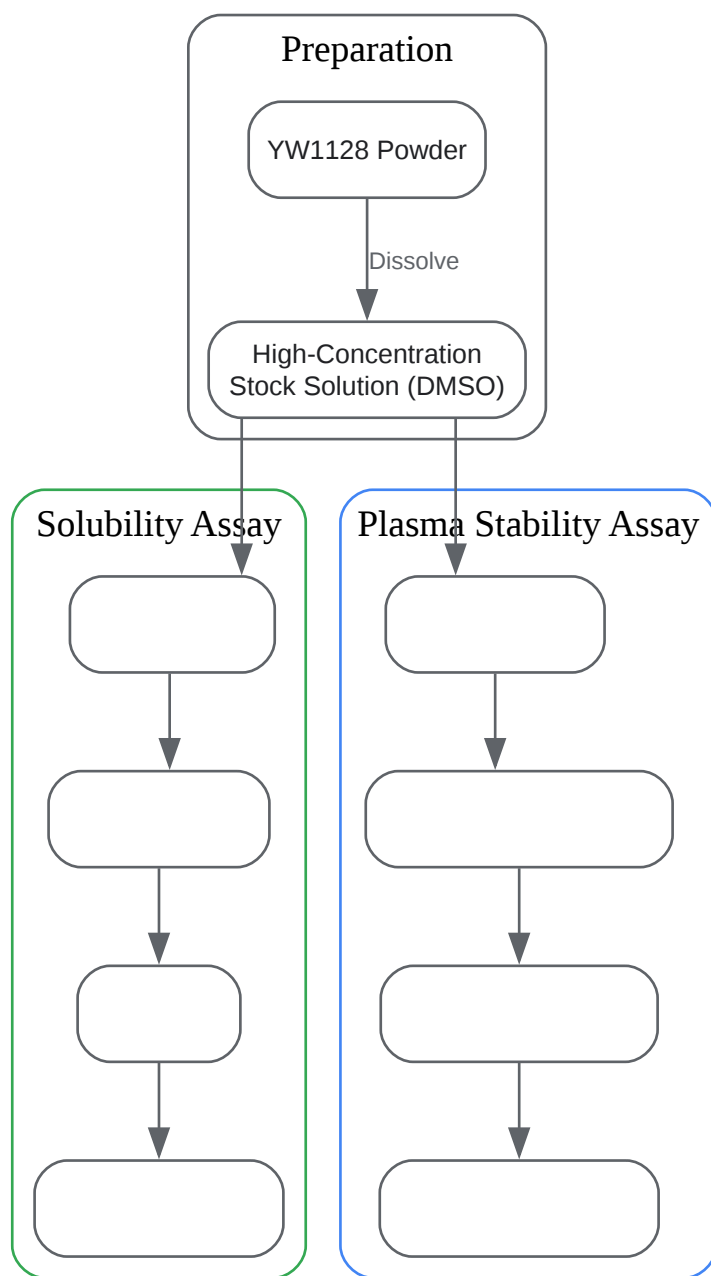 Preparation
YW1128 Powder
Dissolve
High-Concentration
Stock Solution (DMSO)
Solubility Assay
Plasma Stability Assay